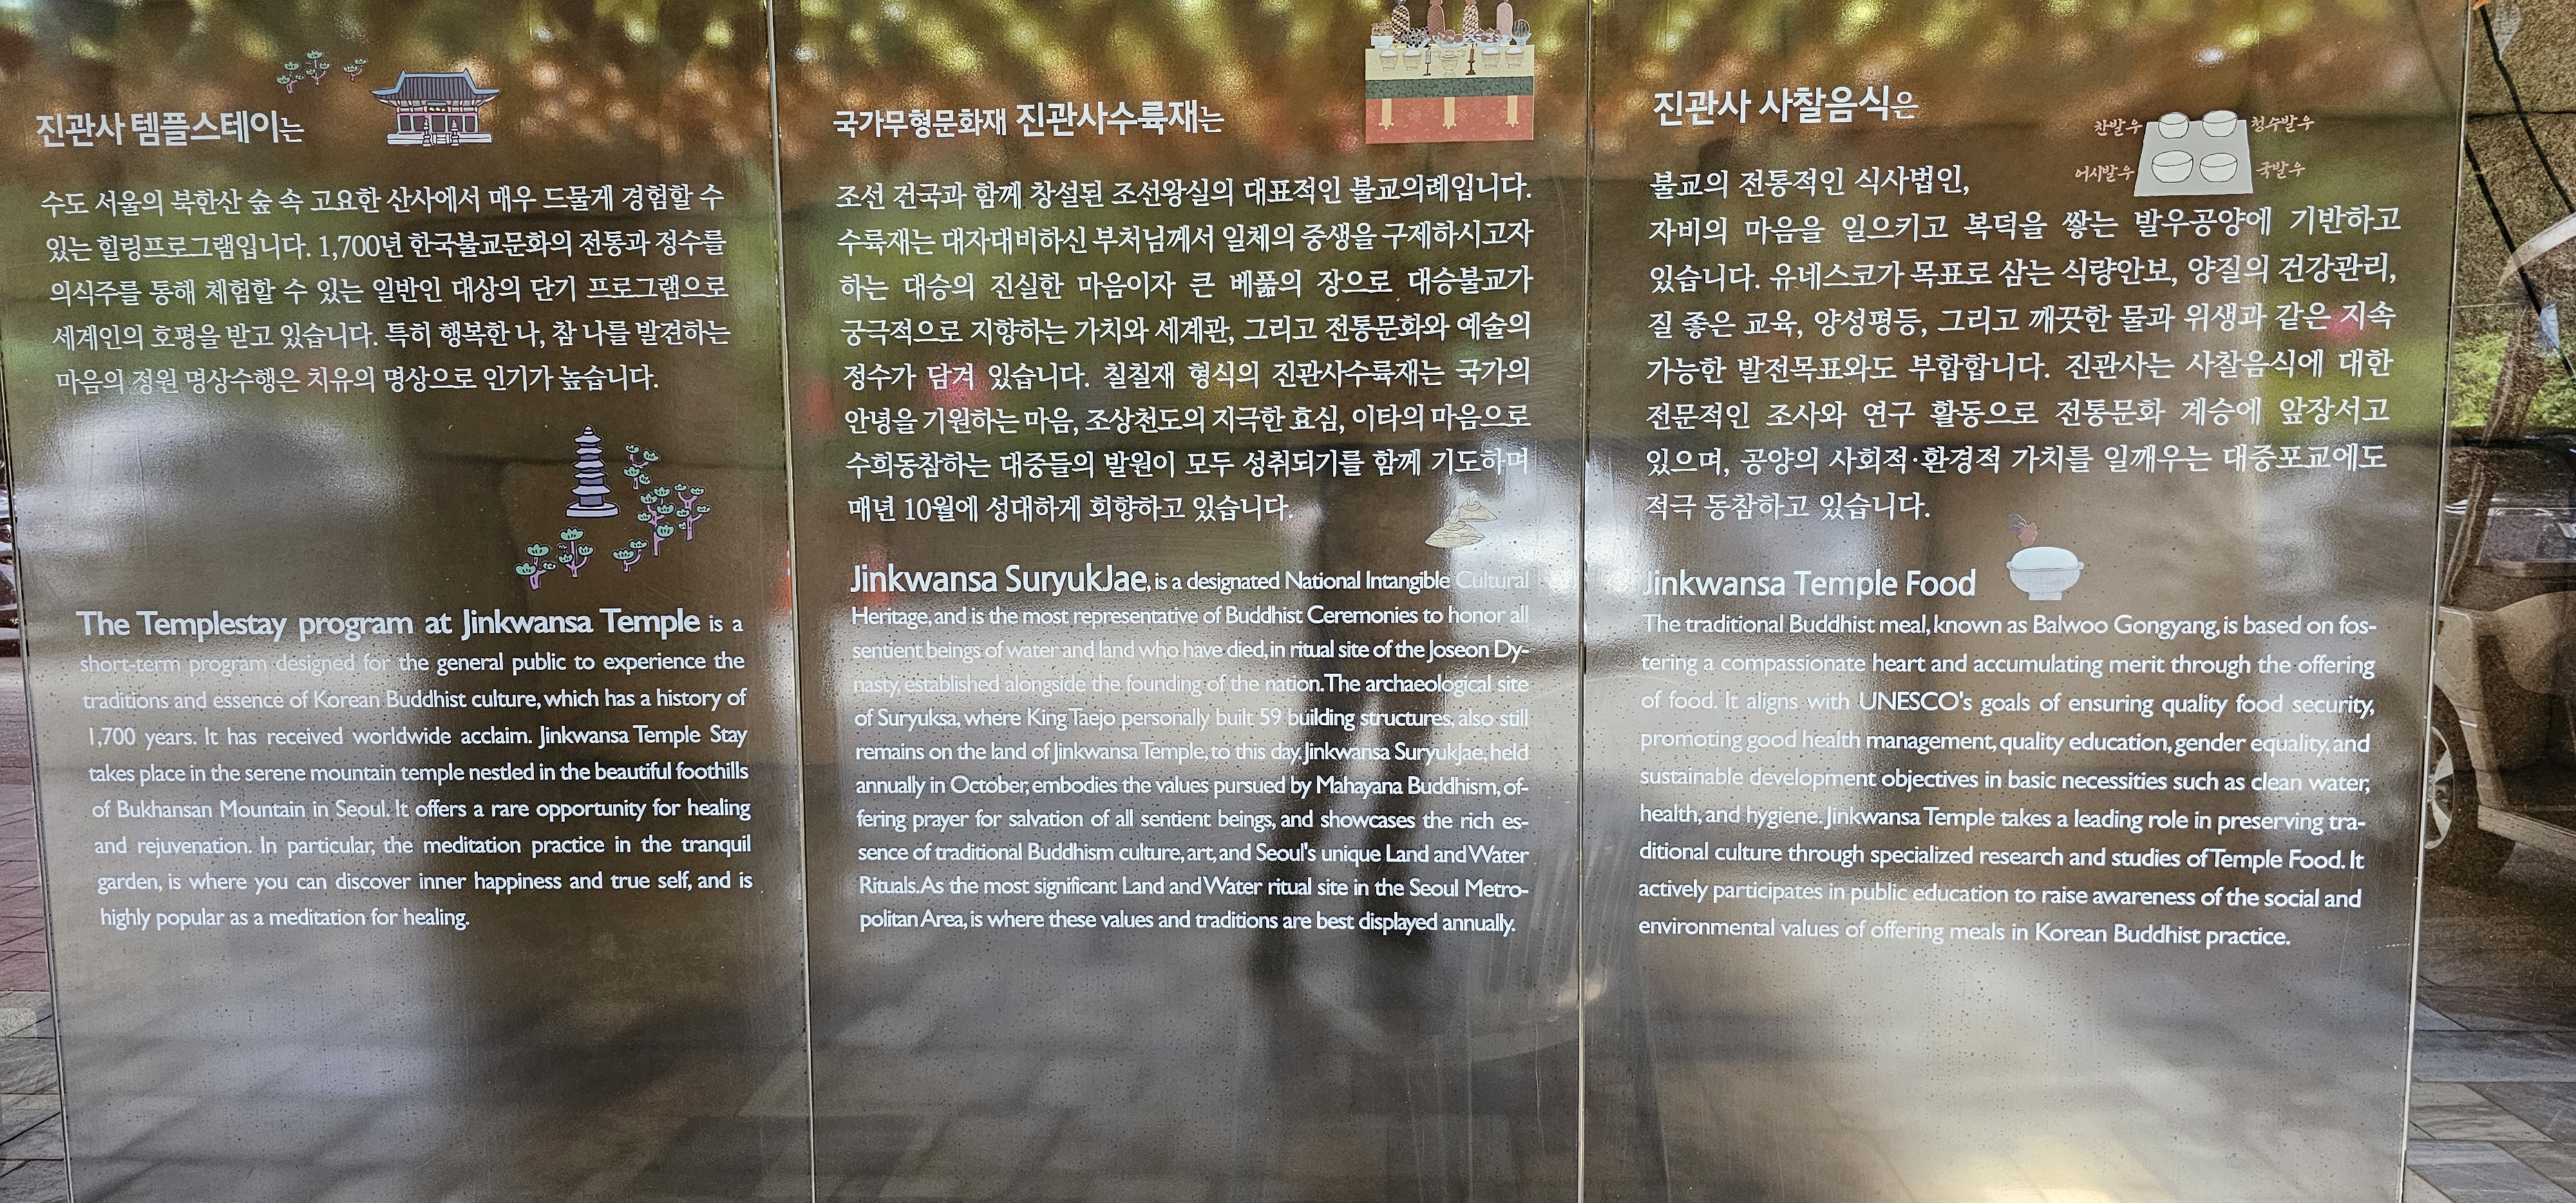 진관사 템플스테이는
수도 서울의 북한산 숲 속 고요한 산사에서 매우 드물게 경험할 수
있는 힐링프로그램입니다. 1,700년 한국불교문화의 전통과 정수를
의식주를 통해 체험할 수 있는 일반인 대상의 단기 프로그램으로
세계인의 호평을 받고 있습니다. 특히 행복한 나, 참 나를 발견하는
마음의 정원 명상수행은 치유의 명상으로 인기가 높습니다.
The Templestay program at Jinkwansa Temple is a
short-term program designed for the general public to experience the
traditions and essence of Korean Buddhist culture, which has a history of
1,700 years. It has received worldwide acclaim. Jinkwansa Temple Stay
takes place in the serene mountain temple nestled in the beautiful foothills
of Bukhansan Mountain in Seoul. It offers a rare opportunity for healing
and rejuvenation. In particular, the meditation practice in the tranquil
garden, is where you can discover inner happiness and true self, and is
highly popular as a meditation for healing.
국가무형문화재 진관사수륙재는
조선 건국과 함께 창설된 조선왕실의 대표적인 불교의례입니다.
수륙재는 대자대비하신 부처님께서 일체의 중생을 구제하시고자
하는 대승의 진실한 마음이자 큰 베풂의 장으로 대승불교가
궁극적으로 지향하는 가치와 세계관, 그리고 전통문화와 예술의
정수가 담겨 있습니다. 칠칠재 형식의 진관사수륙재는 국가의
안녕을 기원하는 마음, 조상천도의 지극한 효심, 이타의 마음으로
수희동참하는 대중들의 발원이 모두 성취되기를 함께 기도하며
매년 10월에 성대하게 회향하고 있습니다.
Jinkwansa SuryukJae, is a designated National Intangible Cultural
Heritage, and is the most representative of Buddhist Ceremonies to honor all
sentient beings of water and land who have died, in ritual site of the Joseon Dy-
nasty, established alongside the founding of the nation. The archaeological site
of Suryuksa, where King Taejo personally built 59 building structures, also still
remains on the land of Jinkwansa Temple, to this day. Jinkwansa SuryukJae, held
annually in October, embodies the values pursued by Mahayana Buddhism, of-
fering prayer for salvation of all sentient beings, and showcases the rich es-
sence of traditional Buddhism culture, art, and Seoul's unique Land and Water
Rituals. As the most significant Land and Water ritual site in the Seoul Metro-
politan Area, is where these values and traditions are best displayed annually.
진관사 사찰음식은
찬발우
청수발우
어시발우
국발우
불교의 전통적인 식사법인,
자비의 마음을 일으키고 복덕을 쌓는 발우공양에 기반하고
있습니다. 유네스코가 목표로 삼는 식량안보, 양질의 건강관리,
질 좋은 교육, 양성평등, 그리고 깨끗한 물과 위생과 같은 지속
가능한 발전목표와도 부합합니다. 진관사는 사찰음식에 대한
전문적인 조사와 연구 활동으로 전통문화 계승에 앞장서고
있으며, 공양의 사회적·환경적 가치를 일깨우는 대중포교에도
적극 동참하고 있습니다.
Jinkwansa Temple Food
The traditional Buddhist meal, known as Balwoo Gongyang, is based on fos-
tering a compassionate heart and accumulating merit through the offering
of food. It aligns with UNESCO's goals of ensuring quality food security,
promoting good health management, quality education, gender equality, and
sustainable development objectives in basic necessities such as clean water,
health, and hygiene. Jinkwansa Temple takes a leading role in preserving tra-
ditional culture through specialized research and studies of Temple Food. It
actively participates in public education to raise awareness of the social and
environmental values of offering meals in Korean Buddhist practice.